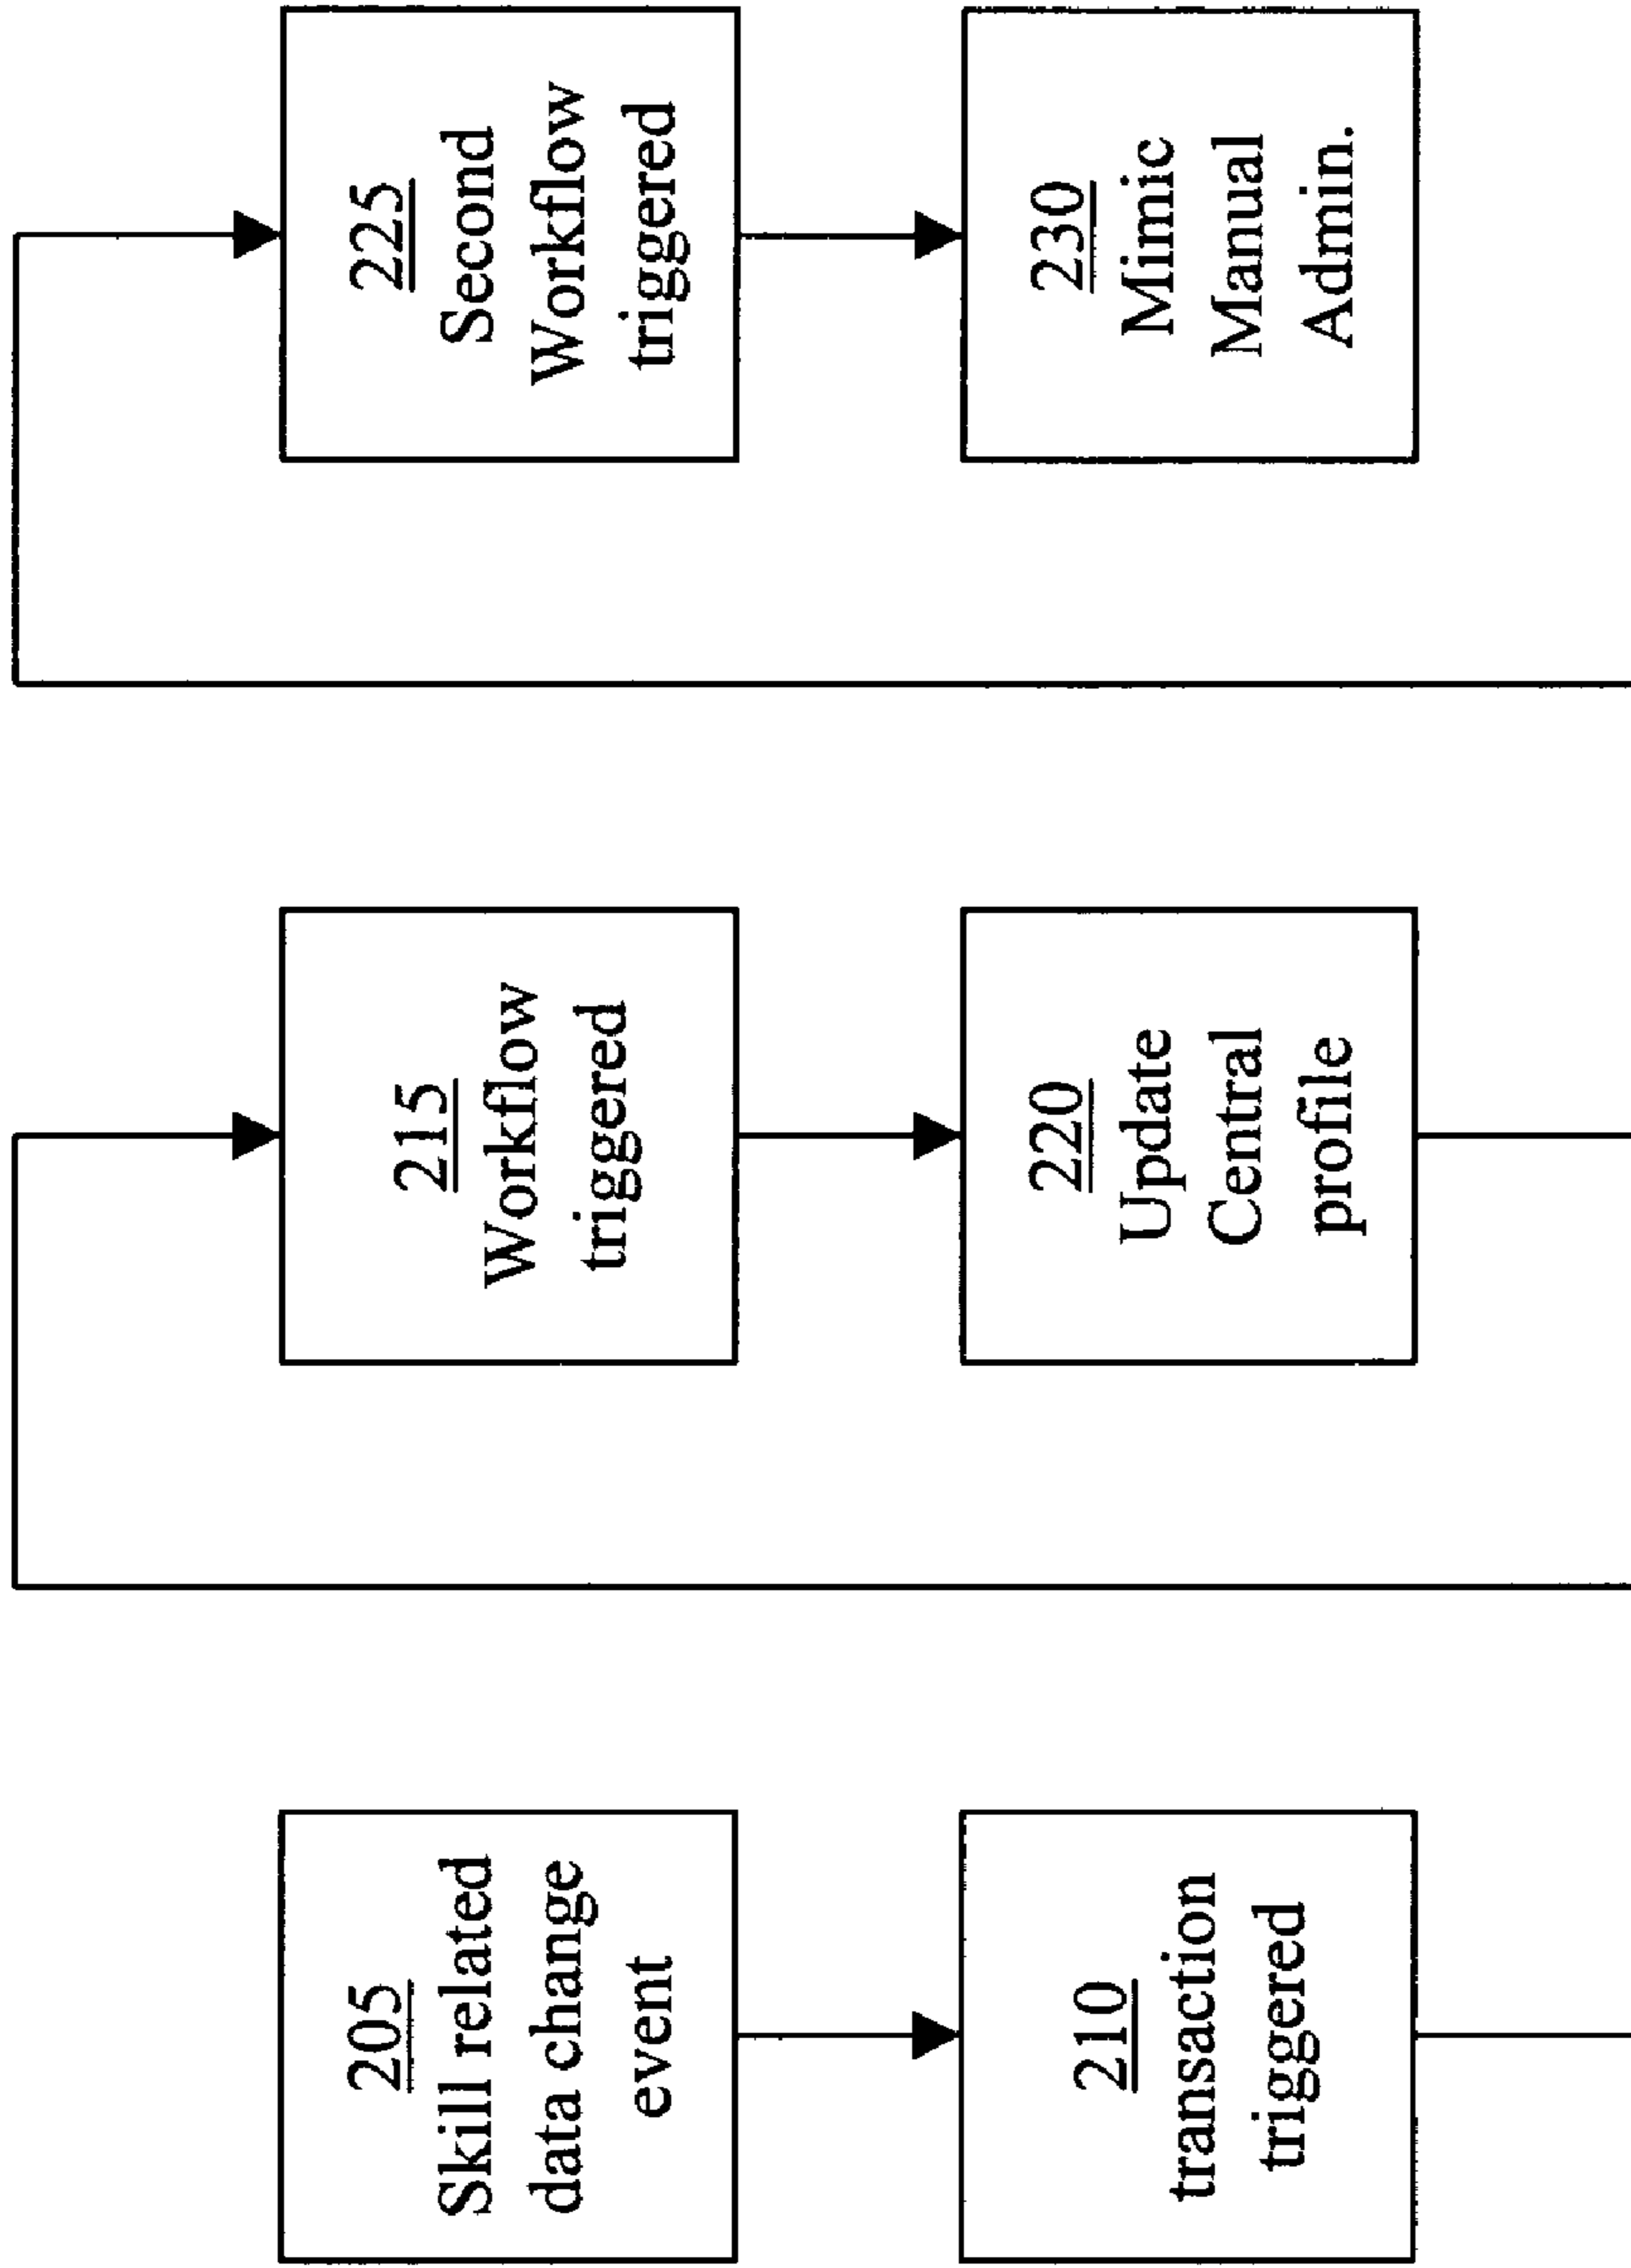 205
Skill related
data change
event
210
transaction
triggered
215
Workflow
triggered
220
Update
Central
profile
225
Second
Workflow
triggered
230
Mimic
Manual
Admin.